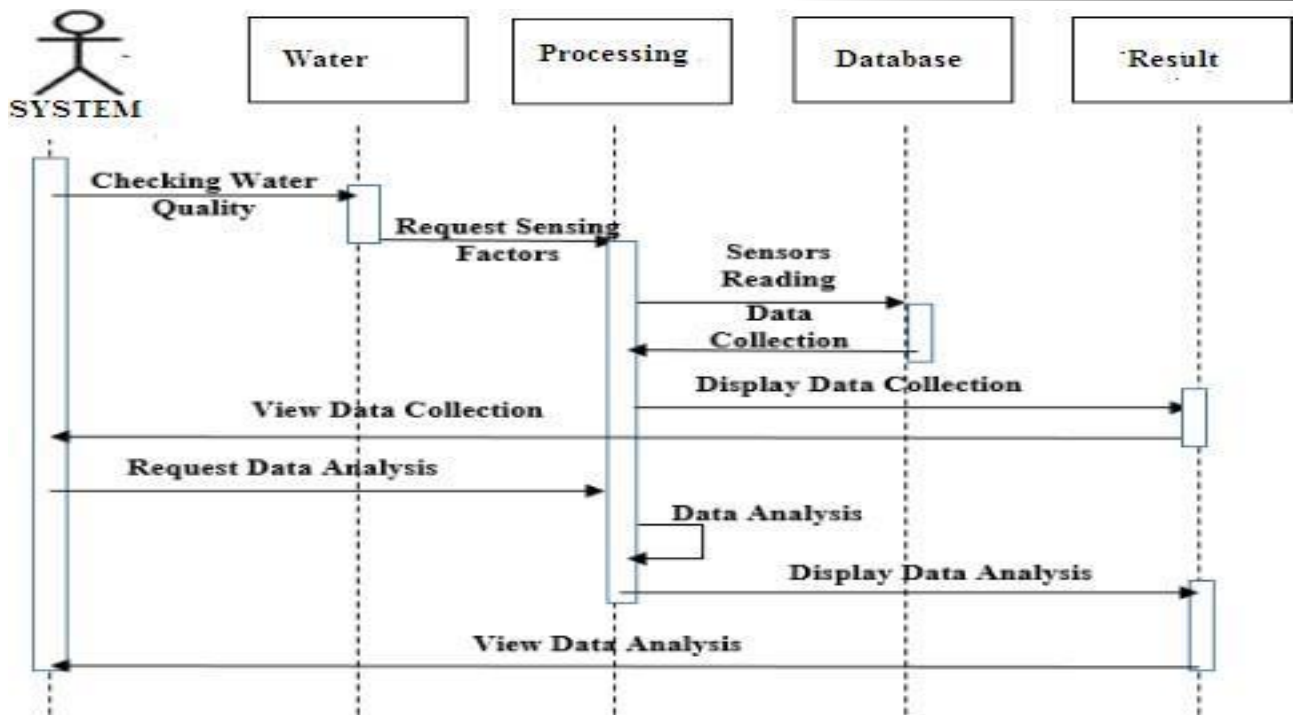 SYSTEM
Water
Processing
Database
Result
Checking Water
Quality
Request Sensing
Factors
Sensors
Reading
Data
Collection
Display Data Collection
View Data Collection
Request Data Analysis
Data Analysis
Display Data Analysis
View Data Analysis